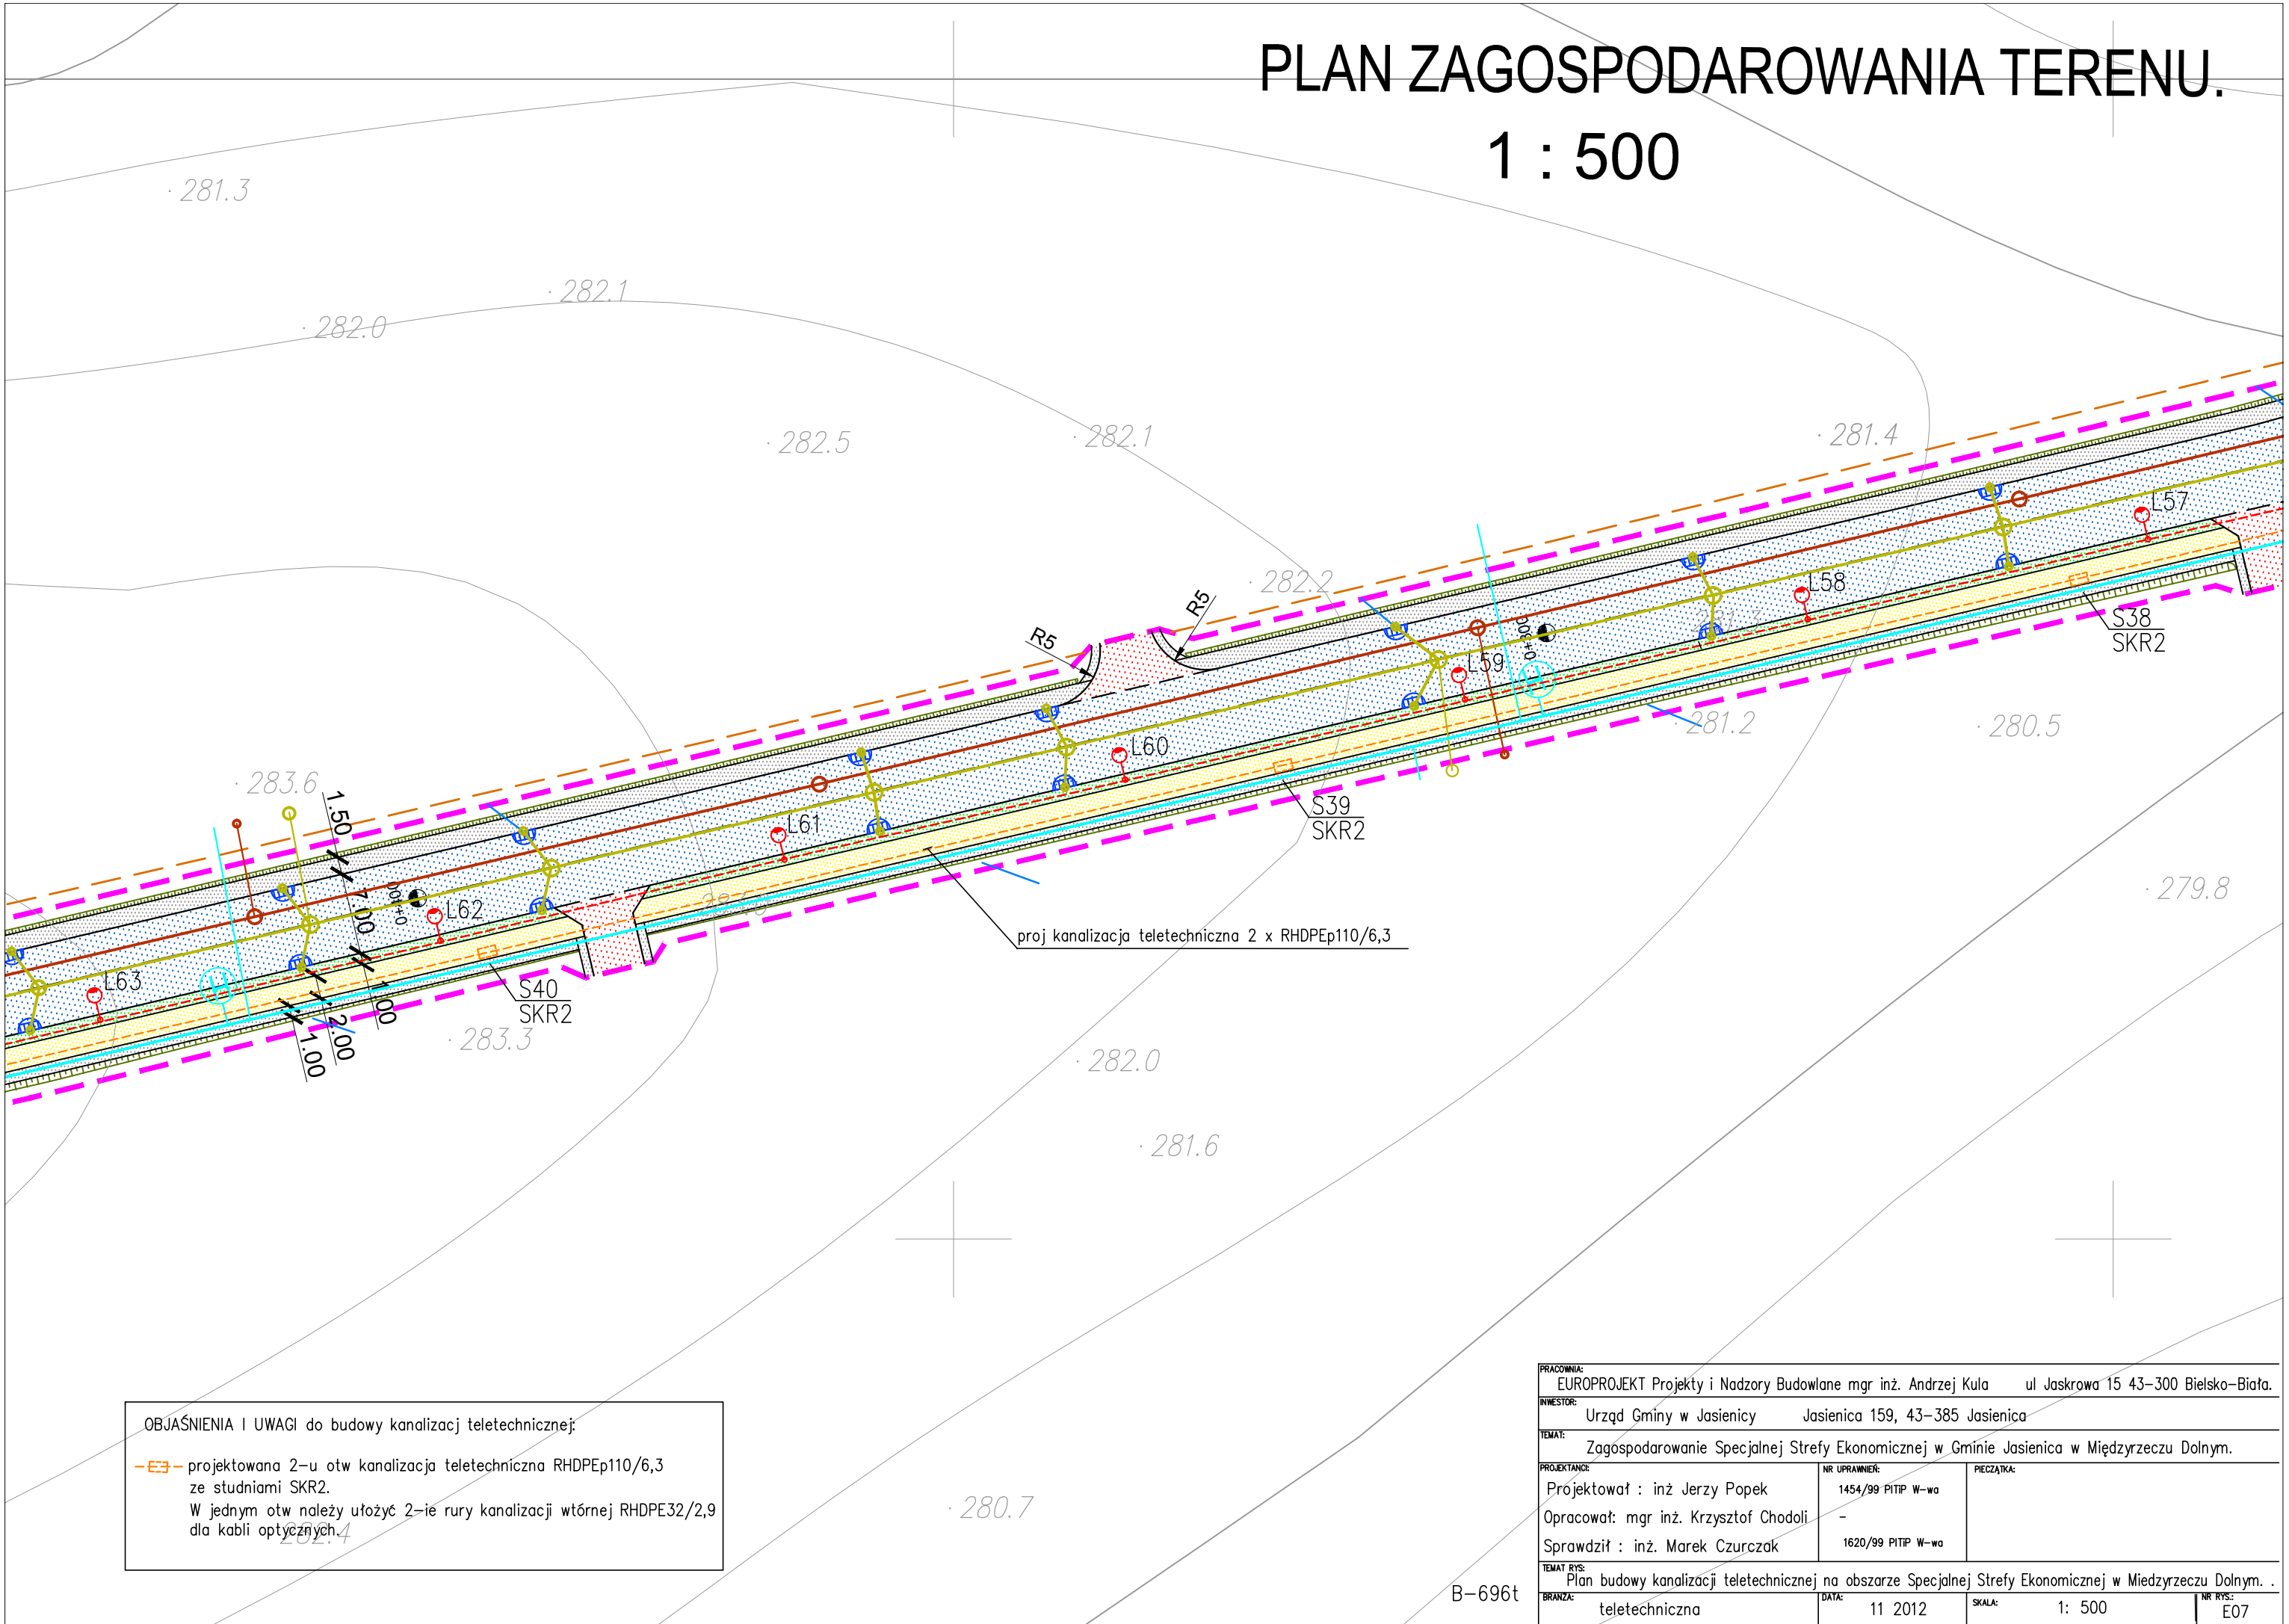 PLAN ZAGOSPODAROWANIA TERENU.
1 : 500
281.3
282.1
282.0
282.5
282.1
281.4
282.2
L57
L58
S38
SKR2
R5
R5
0+300
L59
281.2
280.5
L60
S39
SKR2
283.6
1.50
7.00
1.00
2.00
1.00
0+400
L61
L62
L63
279.8
proj kanalizacja teletechniczna 2 x RHDPEp110/6,3
S40
SKR2
283.3
282.0
281.6
280.7
282.4
OBJAŚNIENIA I UWAGI do budowy kanalizacj teletechnicznej:
projektowana 2-u otw kanalizacja teletechniczna RHDPEp110/6,3
ze studniami SKR2.
W jednym otw należy ułożyć 2-ie rury kanalizacji wtórnej RHDPE32/2,9
dla kabli optycznych.
B-696t
PRACOWNIA:
EUROPROJEKT Projekty i Nadzory Budowlane mgr inż. Andrzej Kula ul Jaskrowa 15 43-300 Bielsko-Biała.
INWESTOR:
Urząd Gminy w Jasienicy Jasienica 159, 43-385 Jasienica
TEMAT:
Zagospodarowanie Specjalnej Strefy Ekonomicznej w Gminie Jasienica w Międzyrzeczu Dolnym.
PROJEKTANCI: NR UPRAWNIEŃ: PIECZĄTKA:
Projektował : inż Jerzy Popek 1454/99 PITiP W-wa
Opracował: mgr inż. Krzysztof Chodoli -
Sprawdził : inż. Marek Czurczak 1620/99 PITiP W-wa
TEMAT RYS:
Plan budowy kanalizacji teletechnicznej na obszarze Specjalnej Strefy Ekonomicznej w Miedzyrzeczu Dolnym. .
BRANŻA: teletechniczna DATA: 11 2012 SKALA: 1: 500 NR RYS.: E07